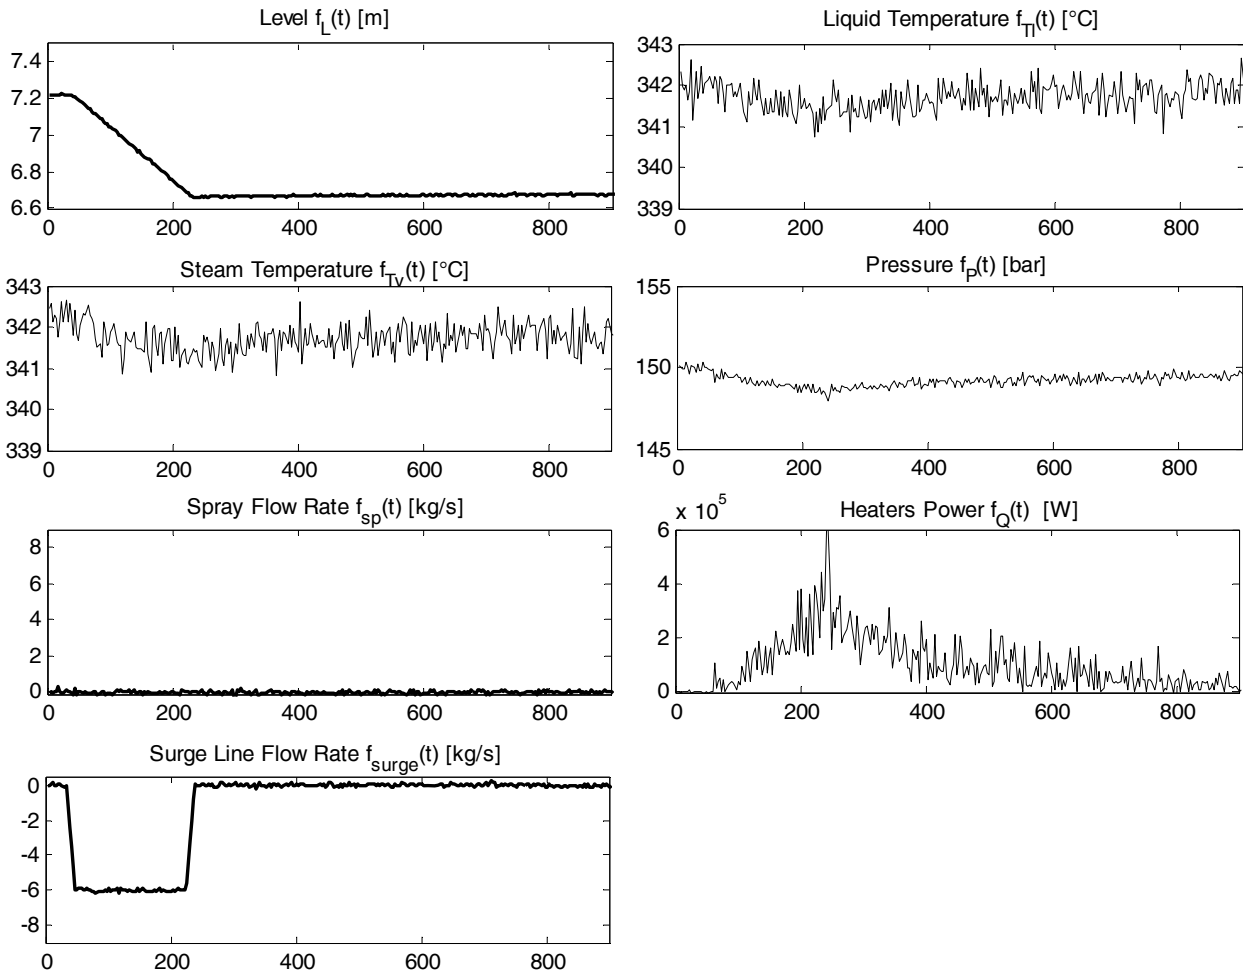 Level f_L(t) [m]
7.4
7.2
7
6.8
6.6
0 200 400 600 800
Liquid Temperature f_Tl(t) [°C]
343
342
341
340
339
0 200 400 600 800
Steam Temperature f_Tv(t) [°C]
343
342
341
340
339
0 200 400 600 800
Pressure f_P(t) [bar]
155
150
145
0 200 400 600 800
Spray Flow Rate f_sp(t) [kg/s]
8
6
4
2
0
0 200 400 600 800
Heaters Power f_Q(t) [W]
x 10^5
6
4
2
0
0 200 400 600 800
Surge Line Flow Rate f_surge(t) [kg/s]
0
-2
-4
-6
-8
0 200 400 600 800